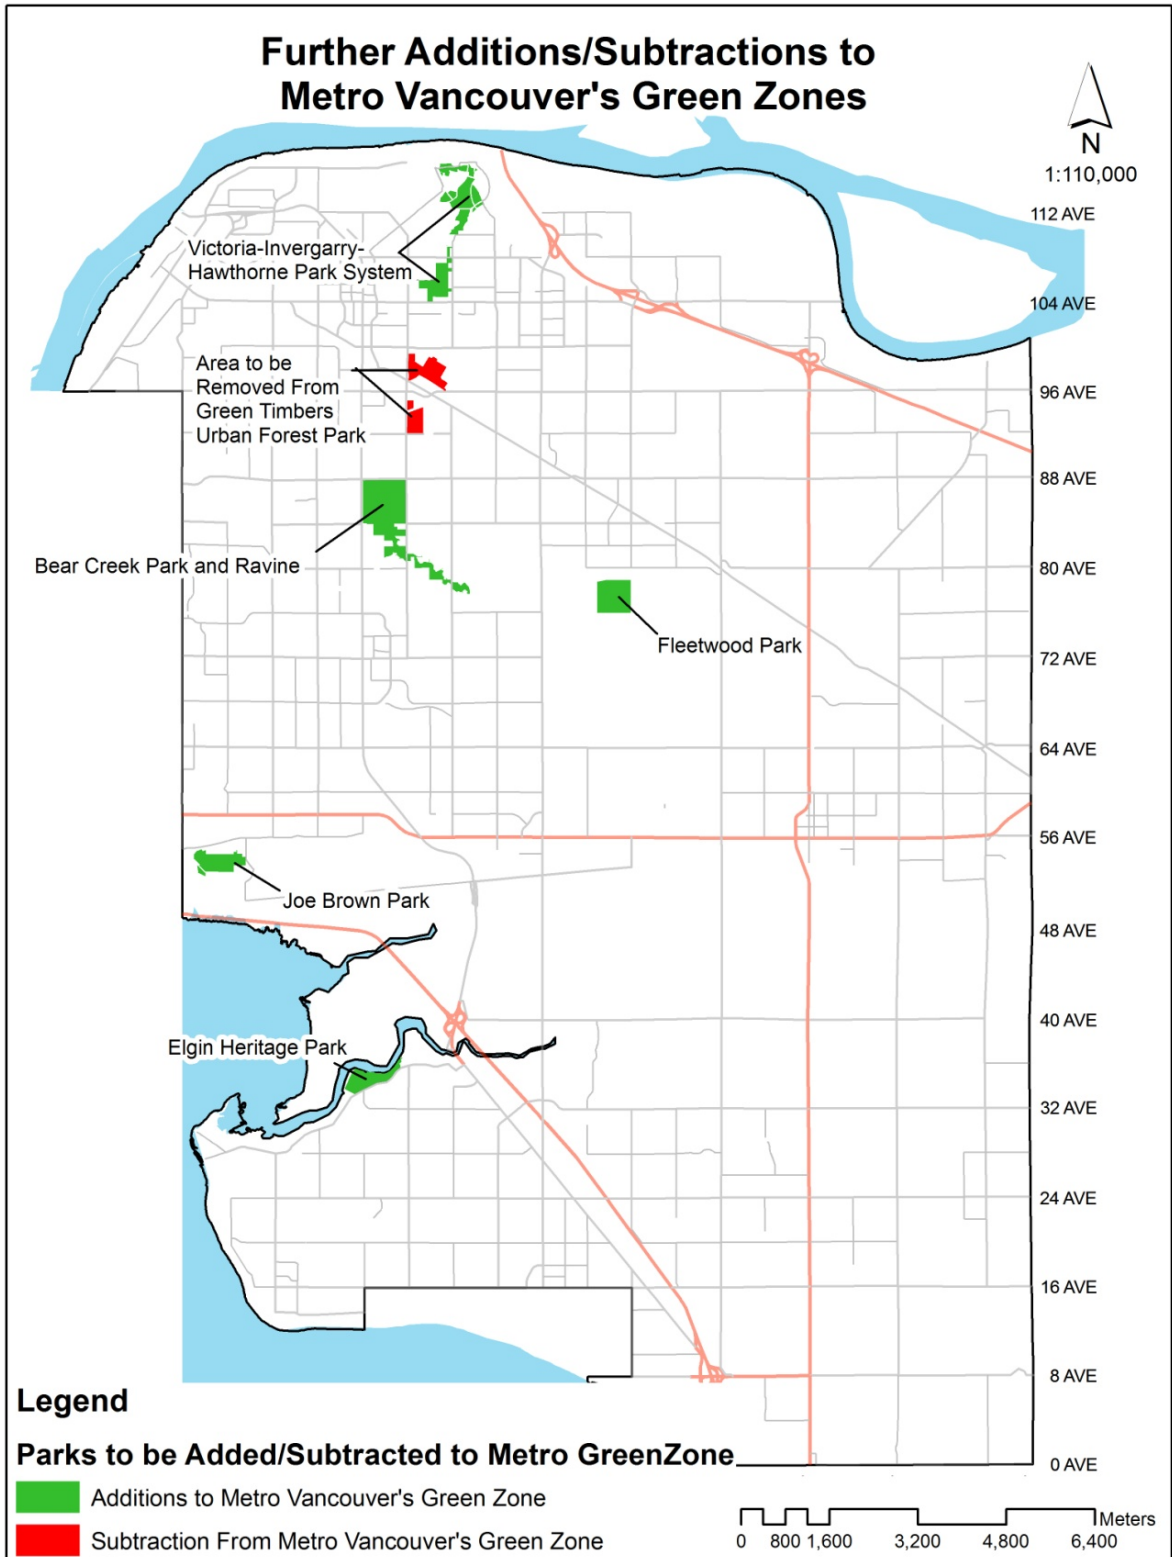 Further Additions/Subtractions to
Metro Vancouver's Green Zones
N
1:110,000
112 AVE
Victoria-Invergarry-
Hawthorne Park System
104 AVE
Area to be
Removed From
Green Timbers
Urban Forest Park
96 AVE
88 AVE
Bear Creek Park and Ravine
80 AVE
Fleetwood Park
72 AVE
64 AVE
56 AVE
Joe Brown Park
48 AVE
40 AVE
Elgin Heritage Park
32 AVE
24 AVE
16 AVE
8 AVE
Legend
Parks to be Added/Subtracted to Metro GreenZone
0 AVE
Additions to Metro Vancouver's Green Zone
Subtraction From Metro Vancouver's Green Zone
Meters
0 800 1,600 3,200 4,800 6,400